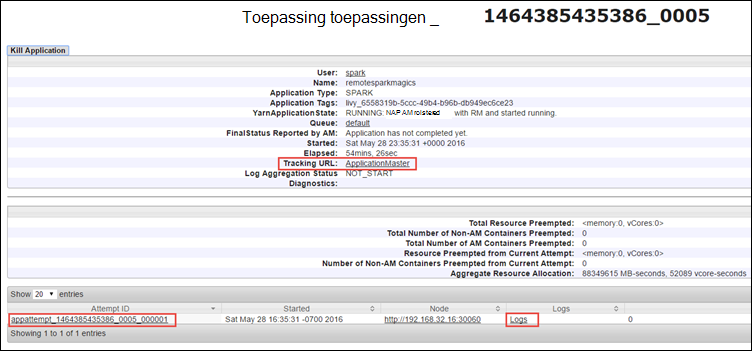 Toepassing toepassingen _ 1464385435386_0005
Kill Application
User: spark
Name: remotesparkmagics
Application Type: SPARK
Application Tags: livy_6558319b-5ccc-49b4-b96b-db949ec6ce23
YarnApplicationState: RUNNING: with RM and started running.
Queue: default
FinalStatus Reported by AM: Application has not completed yet.
Started: Sat May 28 23:35:31 +0000 2016
Elapsed: 54mins, 26sec
Tracking URL: ApplicationMaster
Log Aggregation Status NOT_START
Diagnostics:
Total Resource Preempted: <memory:0, vCores:0>
Total Number of Non-AM Containers Preempted: 0
Total Number of AM Containers Preempted: 0
Resource Preempted from Current Attempt: <memory:0, vCores:0>
Number of Non-AM Containers Preempted from Current Attempt: 0
Aggregate Resource Allocation: 88349615 MB-seconds, 52089 vcore-seconds
Show 20 entries
Attempt ID Started Node Logs
appattempt_1464385435386_0005_000001 Sat May 28 16:35:31 -0700 2016 http://192.168.32.16:30060 Logs 0
Showing 1 to 1 of 1 entries